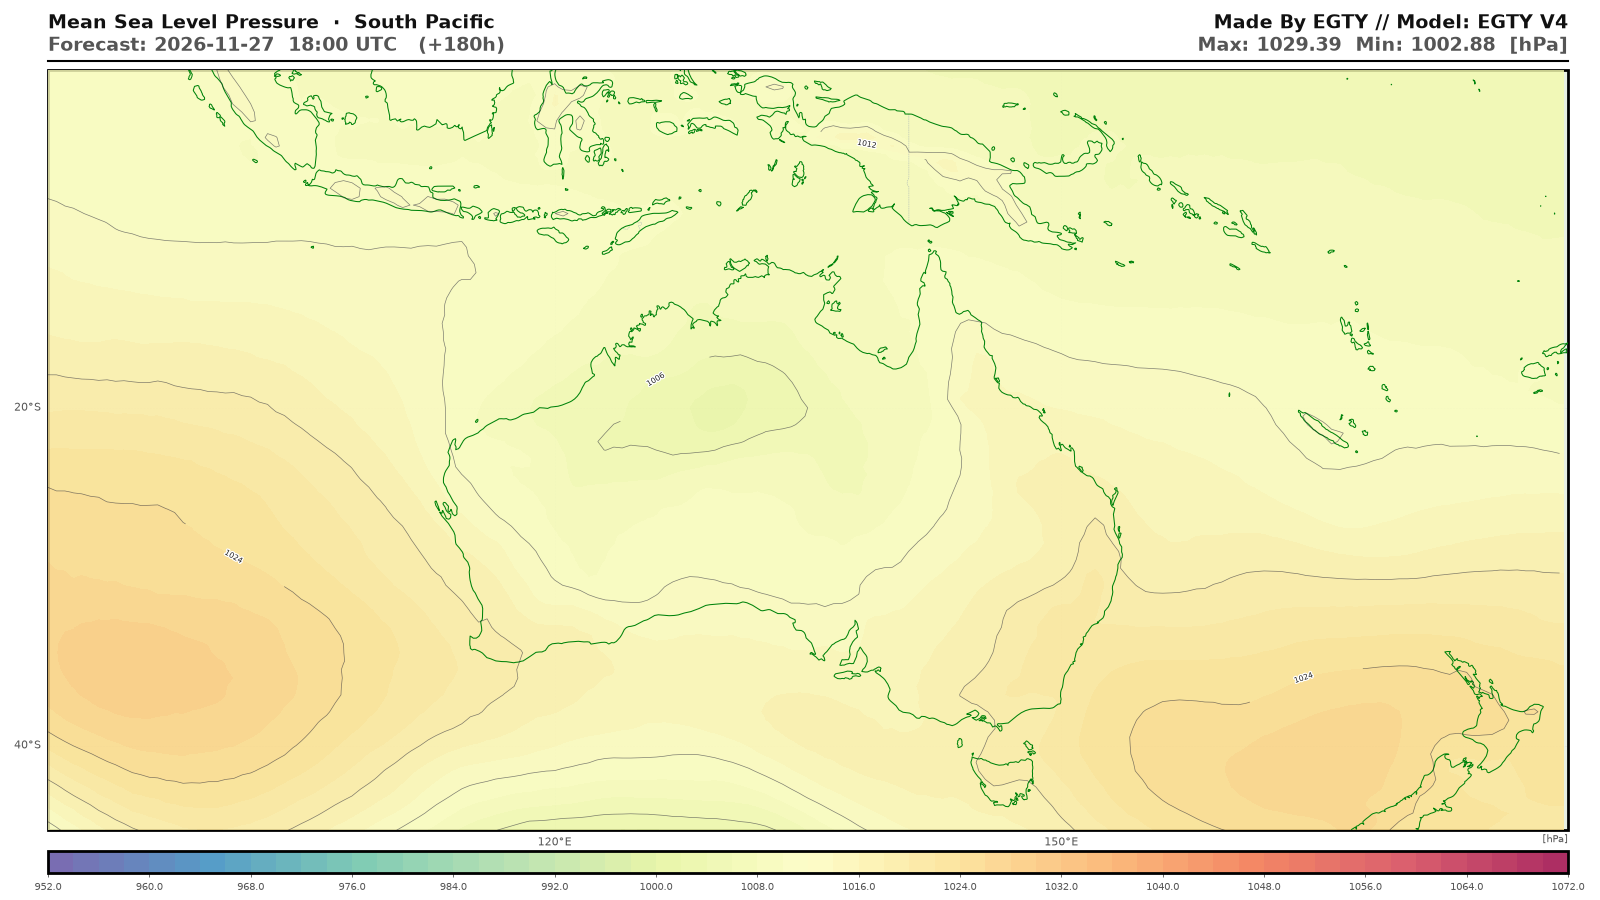 Mean Sea Level Pressure · South Pacific
Made By EGTY // Model: EGTY V4
Forecast: 2026-11-27 18:00 UTC (+180h)
Max: 1029.39 Min: 1002.88 [hPa]
1012
1006
20°S
1024
1024
40°S
120°E
150°E
[hPa]
952.0 960.0 968.0 976.0 984.0 992.0 1000.0 1008.0 1016.0 1024.0 1032.0 1040.0 1048.0 1056.0 1064.0 1072.0